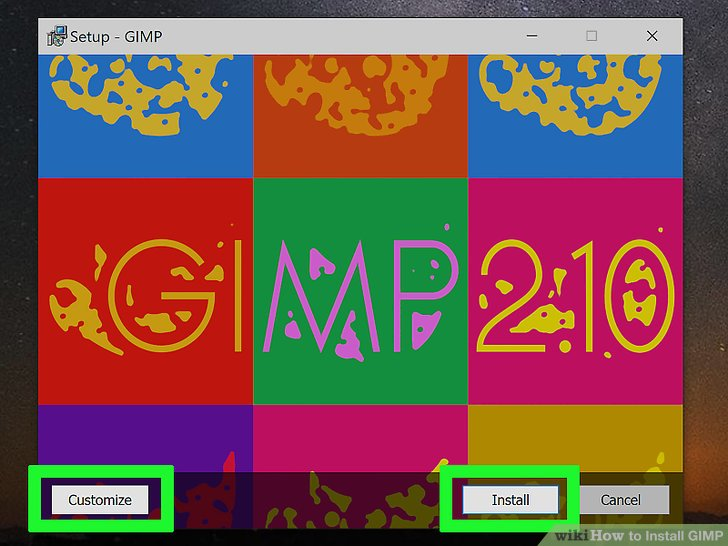 Setup - GIMP
GIMP 2.10
Customize
Install
Cancel
wikiHow to Install GIMP